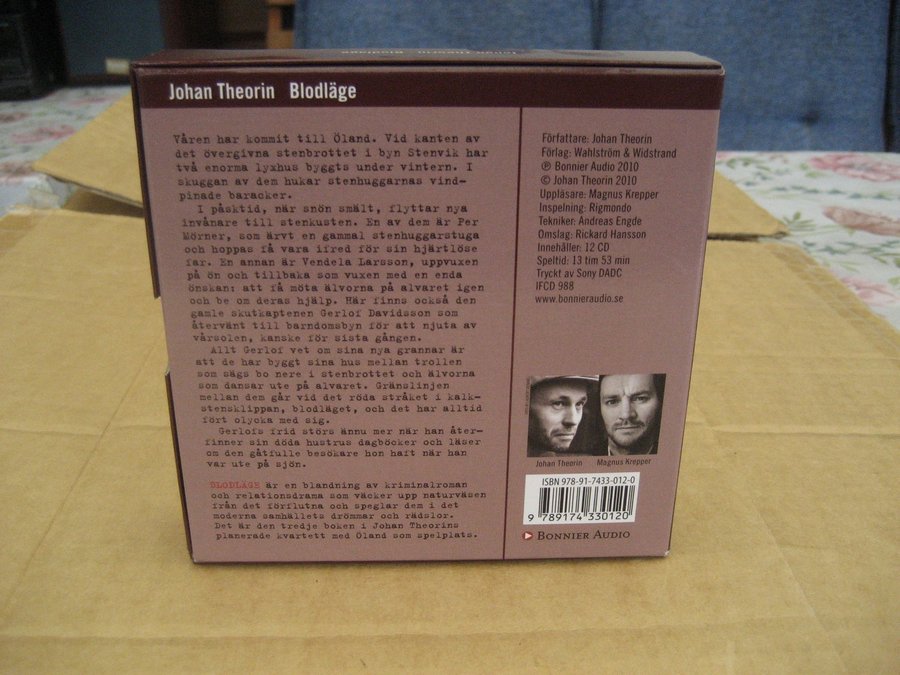 Johan Theorin Blodläge
Våren har kommit till Öland. Vid kanten av
det övergivna stenbrottet i byn Stenvik har
två enorma lyxhus byggts under vintern. I
skuggan av dem hukar stenhuggarnas vind-
pinade baracker.
I påsktid, när snön smält, flyttar nya
invånare till stenkusten. En av dem är Per
Mörner, som ärvt en gammal stenhuggarstuga
och hoppas få vara ifred för sin hjärtlöse
far. En annan är Vendela Larsson, uppvuxen
på ön och tillbaka som vuxen med en enda
önskan: att få möta älvorna på alvaret igen
och be om deras hjälp. Här finns också den
gamle skutkaptenen Gerlof Davidsson som
återvänt till barndomsbyn för att njuta av
vårsolen, kanske för sista gången.
Allt Gerlof vet om sina nya grannar är
att de har byggt sina hus mellan trollen
som sägs bo nere i stenbrottet och älvorna
som dansar ute på alvaret. Gränslinjen
mellan dem går vid det röda stråket i kalk-
stensklippan, blodläget, och det har alltid
fört olycka med sig.
Gerlofs frid störs ännu mer när han åter-
finner sin döda hustrus dagböcker och läser
om den gåtfulle besökare hon haft när han
var ute på sjön.
BLODLÄGE är en blandning av kriminalroman
och relationsdrama som väcker upp naturväsen
från det förflutna och speglar dem i det
moderna samhällets drömmar och rädslor.
Det är den tredje boken i Johan Theorins
planerade kvartett med Öland som spelplats.
Författare: Johan Theorin
Förlag: Wahlström & Widstrand
℗ Bonnier Audio 2010
© Johan Theorin 2010
Uppläsare: Magnus Krepper
Inspelning: Rigmondo
Tekniker: Andreas Engde
Omslag: Rickard Hansson
Innehåller: 12 CD
Speltid: 13 tim 53 min
Tryckt av Sony DADC
IFCD 988
www.bonnieraudio.se
Johan Theorin Magnus Krepper
ISBN 978-91-7433-012-0
9 789174 330120
BONNIER AUDIO